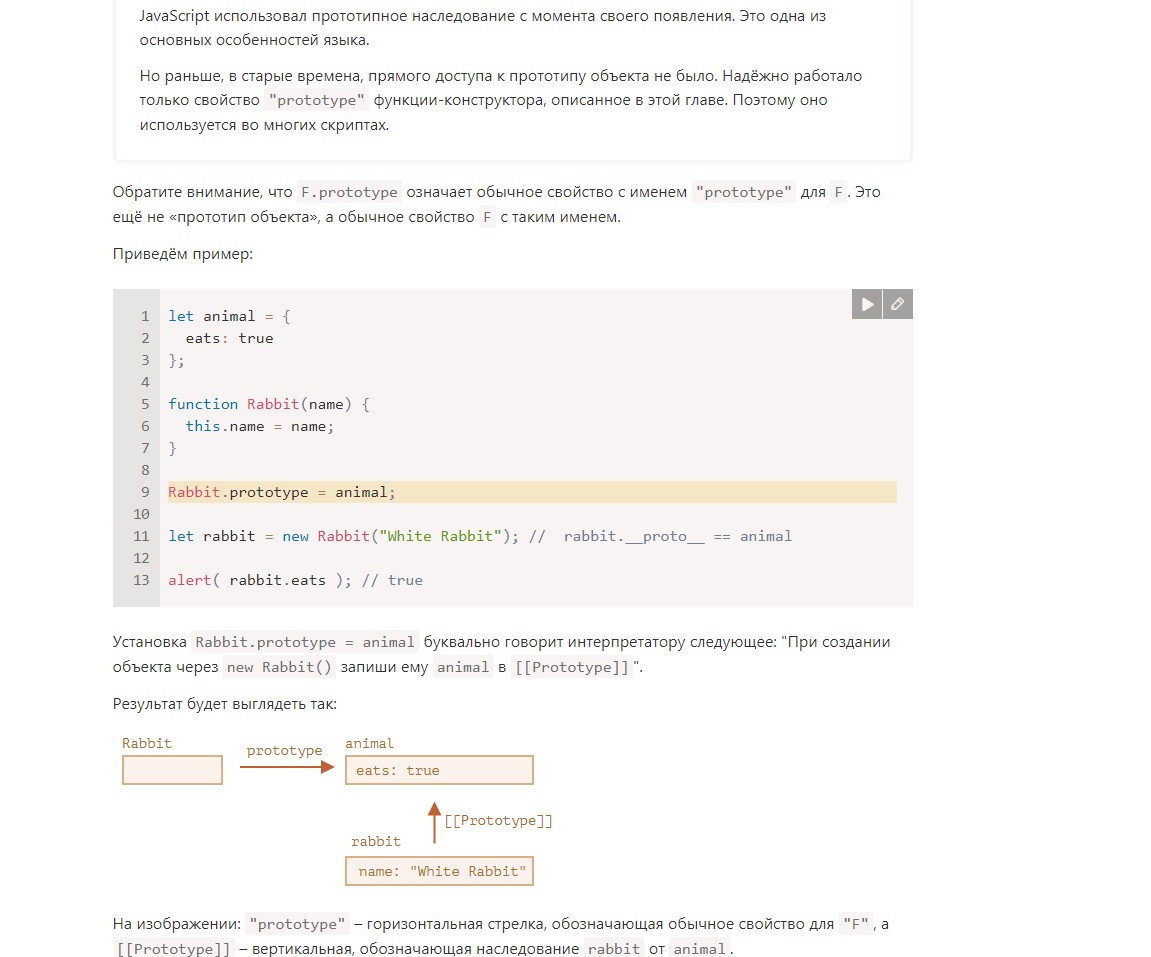 JavaScript использовал прототипное наследование с момента своего появления. Это одна из
основных особенностей языка.
Но раньше, в старые времена, прямого доступа к прототипу объекта не было. Надёжно работало
только свойство "prototype" функции-конструктора, описанное в этой главе. Поэтому оно
используется во многих скриптах.
Обратите внимание, что F.prototype означает обычное свойство с именем "prototype" для F. Это
ещё не «прототип объекта», а обычное свойство F с таким именем.
Приведём пример:
1 let animal = {
2   eats: true
3 };
4
5 function Rabbit(name) {
6   this.name = name;
7 }
8
9 Rabbit.prototype = animal;
10
11 let rabbit = new Rabbit("White Rabbit"); //  rabbit.__proto__ == animal
12
13 alert( rabbit.eats ); // true
Установка Rabbit.prototype = animal буквально говорит интерпретатору следующее: "При создании
объекта через new Rabbit() запиши ему animal в [[Prototype]]".
Результат будет выглядеть так:
Rabbit
prototype
animal
eats: true
[[Prototype]]
rabbit
name: "White Rabbit"
На изображении: "prototype" – горизонтальная стрелка, обозначающая обычное свойство для "F", а
[[Prototype]] – вертикальная, обозначающая наследование rabbit от animal.